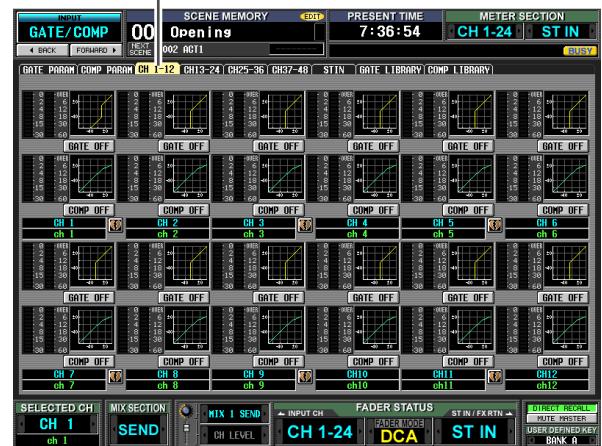 INPUT
GATE/COMP
BACK FORWARD
00
SCENE MEMORY EDIT
Opening
NEXT SCENE 002 ACT1
PRESENT TIME
7:36:54
METER SECTION
CH 1-24 ST IN
BUSY
GATE PARAM COMP PARAM CH 1-12 CH13-24 CH25-36 CH37-48 STIN GATE LIBRARY COMP LIBRARY
GATE OFF GATE OFF GATE OFF GATE OFF GATE OFF GATE OFF
COMP OFF COMP OFF COMP OFF COMP OFF COMP OFF COMP OFF
CH 1 CH 2 CH 3 CH 4 CH 5 CH 6
ch 1 ch 2 ch 3 ch 4 ch 5 ch 6
GATE OFF GATE OFF GATE OFF GATE OFF GATE OFF GATE OFF
COMP OFF COMP OFF COMP OFF COMP OFF COMP OFF COMP OFF
CH 7 CH 8 CH 9 CH10 CH11 CH12
ch 7 ch 8 ch 9 ch10 ch11 ch12
SELECTED CH
CH 1
ch 1
MIX SECTION
SEND
MIX 1 SEND
CH LEVEL
FADER STATUS
INPUT CH
CH 1-24
FADER MODE
DCA
ST IN / FX RTN
ST IN
DIRECT RECALL
MUTE MASTER
USER DEFINED KEY
BANK A